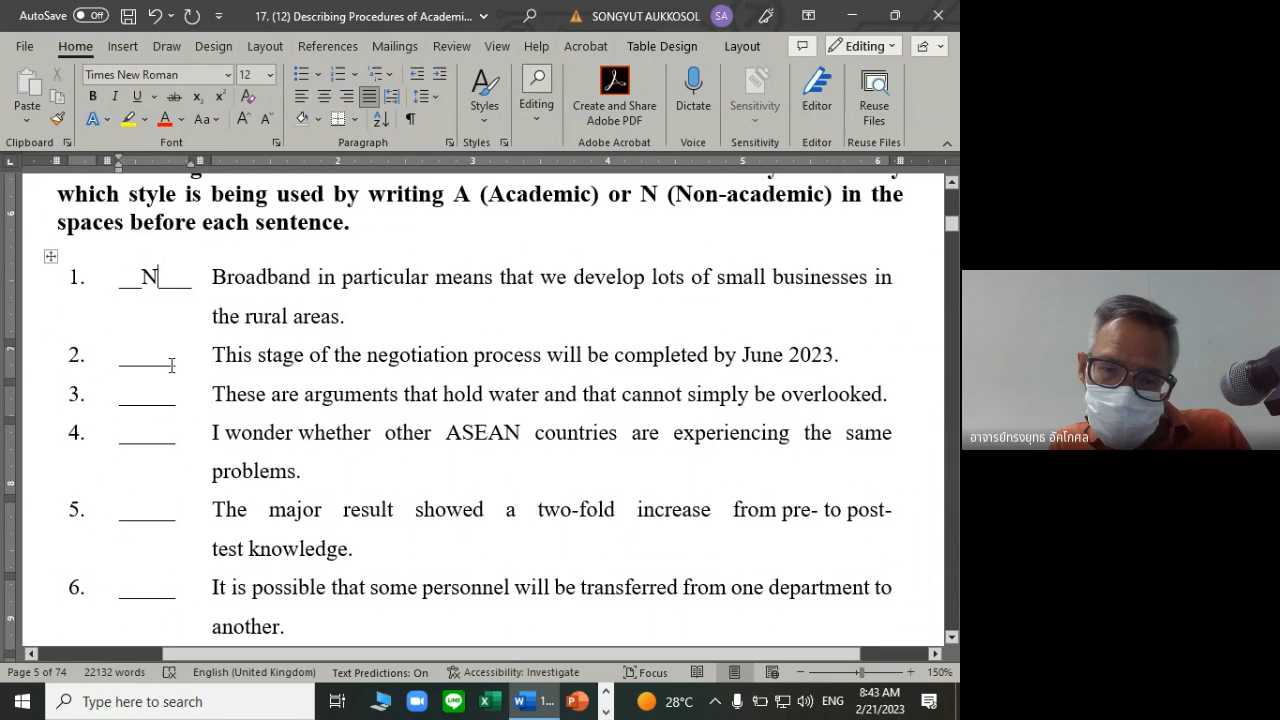 AutoSave Off 17. (12) Describing Procedures of Academi... SONGYUT AUKKOSOL SA
File Home Insert Draw Design Layout References Mailings Review View Help Acrobat Table Design Layout Editing
Times New Roman 12
Paste Styles Editing Create and Share Adobe PDF Dictate Sensitivity Editor Reuse Files
Clipboard Font Paragraph Styles Adobe Acrobat Voice Sensitivity Editor Reuse Files
which style is being used by writing A (Academic) or N (Non-academic) in the
spaces before each sentence.
1. __N___ Broadband in particular means that we develop lots of small businesses in
the rural areas.
2. _____ This stage of the negotiation process will be completed by June 2023.
3. _____ These are arguments that hold water and that cannot simply be overlooked.
4. _____ I wonder whether other ASEAN countries are experiencing the same
problems.
5. _____ The major result showed a two-fold increase from pre- to post-
test knowledge.
6. _____ It is possible that some personnel will be transferred from one department to
another.
อาจารย์ทรงยุทธ อัคโกศล
Page 5 of 74 22132 words English (United Kingdom) Text Predictions: On Accessibility: Investigate Focus 150%
Type here to search 1... 28°C ENG 8:43 AM
2/21/2023